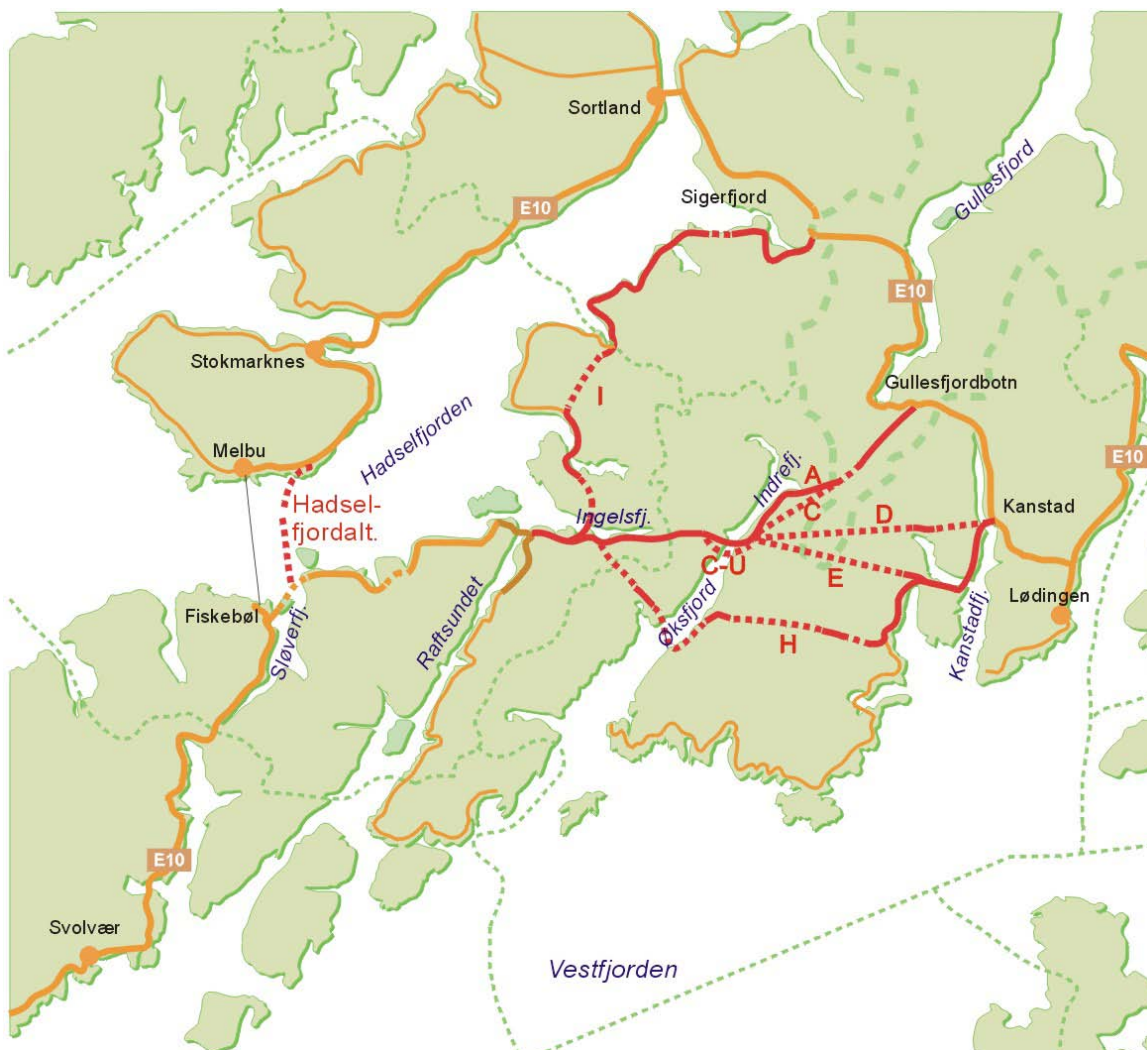 Sortland
Gullesfjord
Sigerfjord
E10
E10
Stokmarknes
Gullesfjordbotn
I
Hadselfjorden
Melbu
E10
Indrefj.
A
Hadsel-
fjordalt.
C
Ingelsfj.
D
Kanstad
C-U
E
Fiskebøl
Sløverfj.
Raftsundet
Øksfjord
H
Lødingen
Kanstadfj.
E10
Svolvær
Vestfjorden